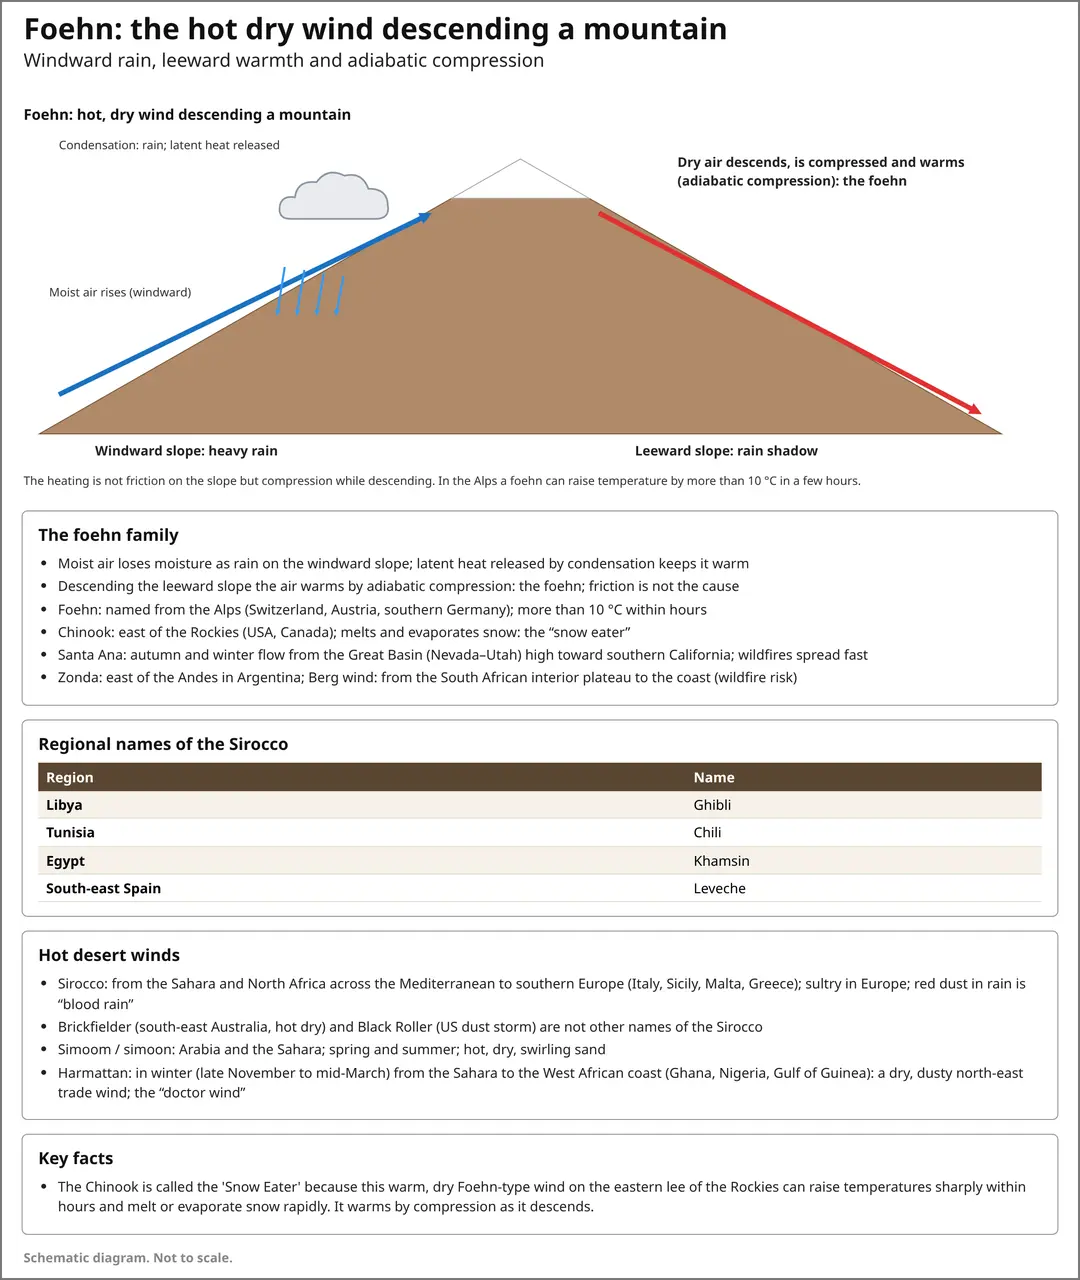 Foehn: the hot dry wind descending a mountain
Windward rain, leeward warmth and adiabatic compression
Foehn: hot, dry wind descending a mountain
Condensation: rain; latent heat released
Dry air descends, is compressed and warms
(adiabatic compression): the foehn
Moist air rises (windward)
Windward slope: heavy rain
Leeward slope: rain shadow
The heating is not friction on the slope but compression while descending. In the Alps a foehn can raise temperature by more than 10 °C in a few hours.
The foehn family
• Moist air loses moisture as rain on the windward slope; latent heat released by condensation keeps it warm
• Descending the leeward slope the air warms by adiabatic compression: the foehn; friction is not the cause
• Foehn: named from the Alps (Switzerland, Austria, southern Germany); more than 10 °C within hours
• Chinook: east of the Rockies (USA, Canada); melts and evaporates snow: the “snow eater”
• Santa Ana: autumn and winter flow from the Great Basin (Nevada–Utah) high toward southern California; wildfires spread fast
• Zonda: east of the Andes in Argentina; Berg wind: from the South African interior plateau to the coast (wildfire risk)
Regional names of the Sirocco
Region Name
Libya Ghibli
Tunisia Chili
Egypt Khamsin
South-east Spain Leveche
Hot desert winds
• Sirocco: from the Sahara and North Africa across the Mediterranean to southern Europe (Italy, Sicily, Malta, Greece); sultry in Europe; red dust in rain is
“blood rain”
• Brickfielder (south-east Australia, hot dry) and Black Roller (US dust storm) are not other names of the Sirocco
• Simoom / simoon: Arabia and the Sahara; spring and summer; hot, dry, swirling sand
• Harmattan: in winter (late November to mid-March) from the Sahara to the West African coast (Ghana, Nigeria, Gulf of Guinea): a dry, dusty north-east
trade wind; the “doctor wind”
Key facts
• The Chinook is called the 'Snow Eater' because this warm, dry Foehn-type wind on the eastern lee of the Rockies can raise temperatures sharply within
hours and melt or evaporate snow rapidly. It warms by compression as it descends.
Schematic diagram. Not to scale.